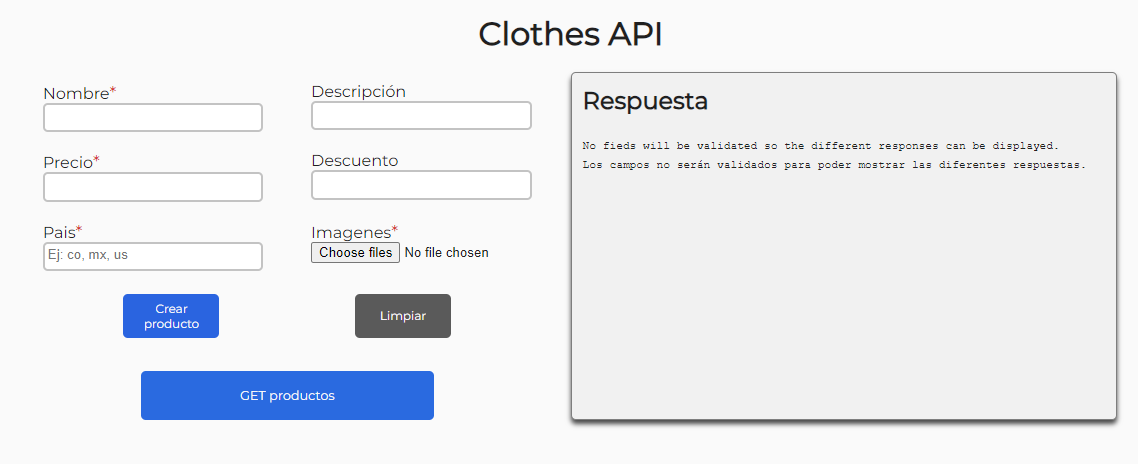 Clothes API
Nombre*
Descripción
Precio*
Descuento
Pais*
Ej: co, mx, us
Imagenes*
Choose files No file chosen
Crear
producto
Limpiar
GET productos
Respuesta
No fieds will be validated so the different responses can be displayed.
Los campos no serán validados para poder mostrar las diferentes respuestas.